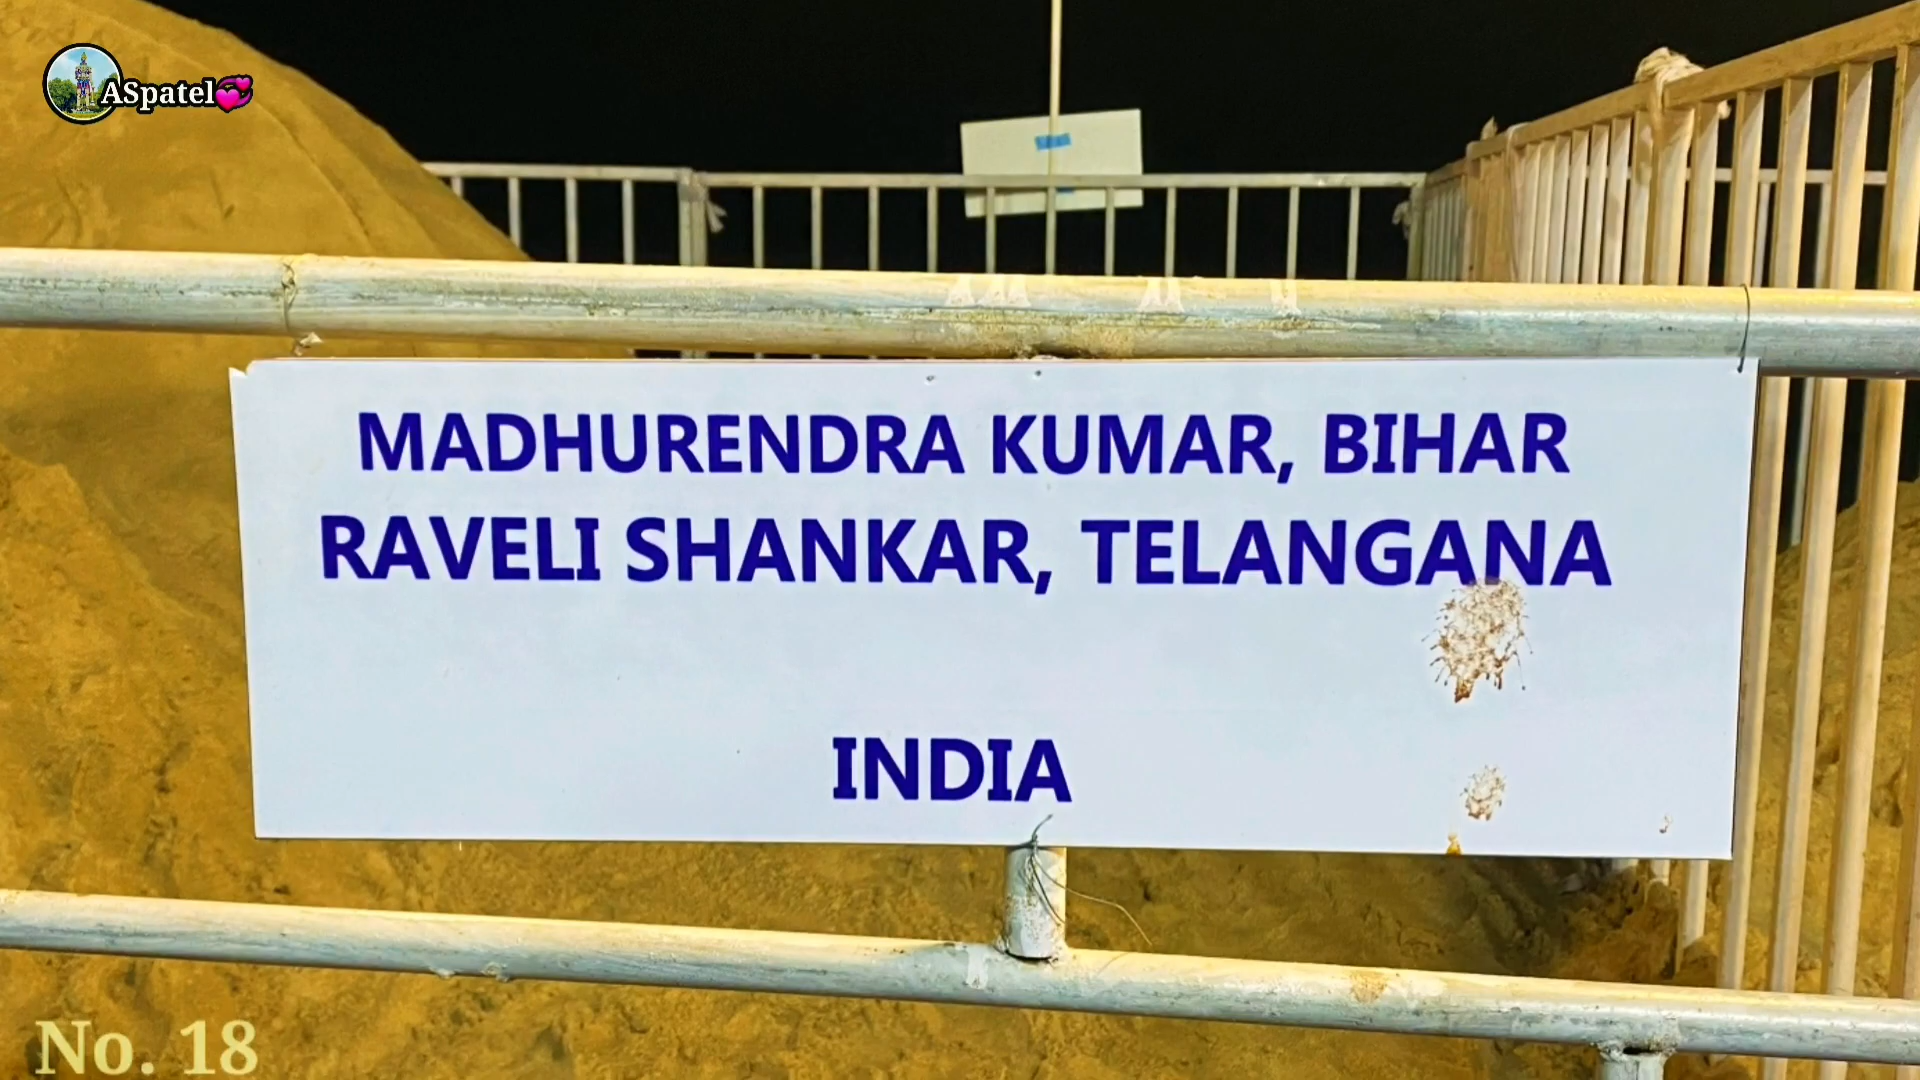 ASpatel
MADHURENDRA KUMAR, BIHAR
RAVELI SHANKAR, TELANGANA
INDIA
No. 18